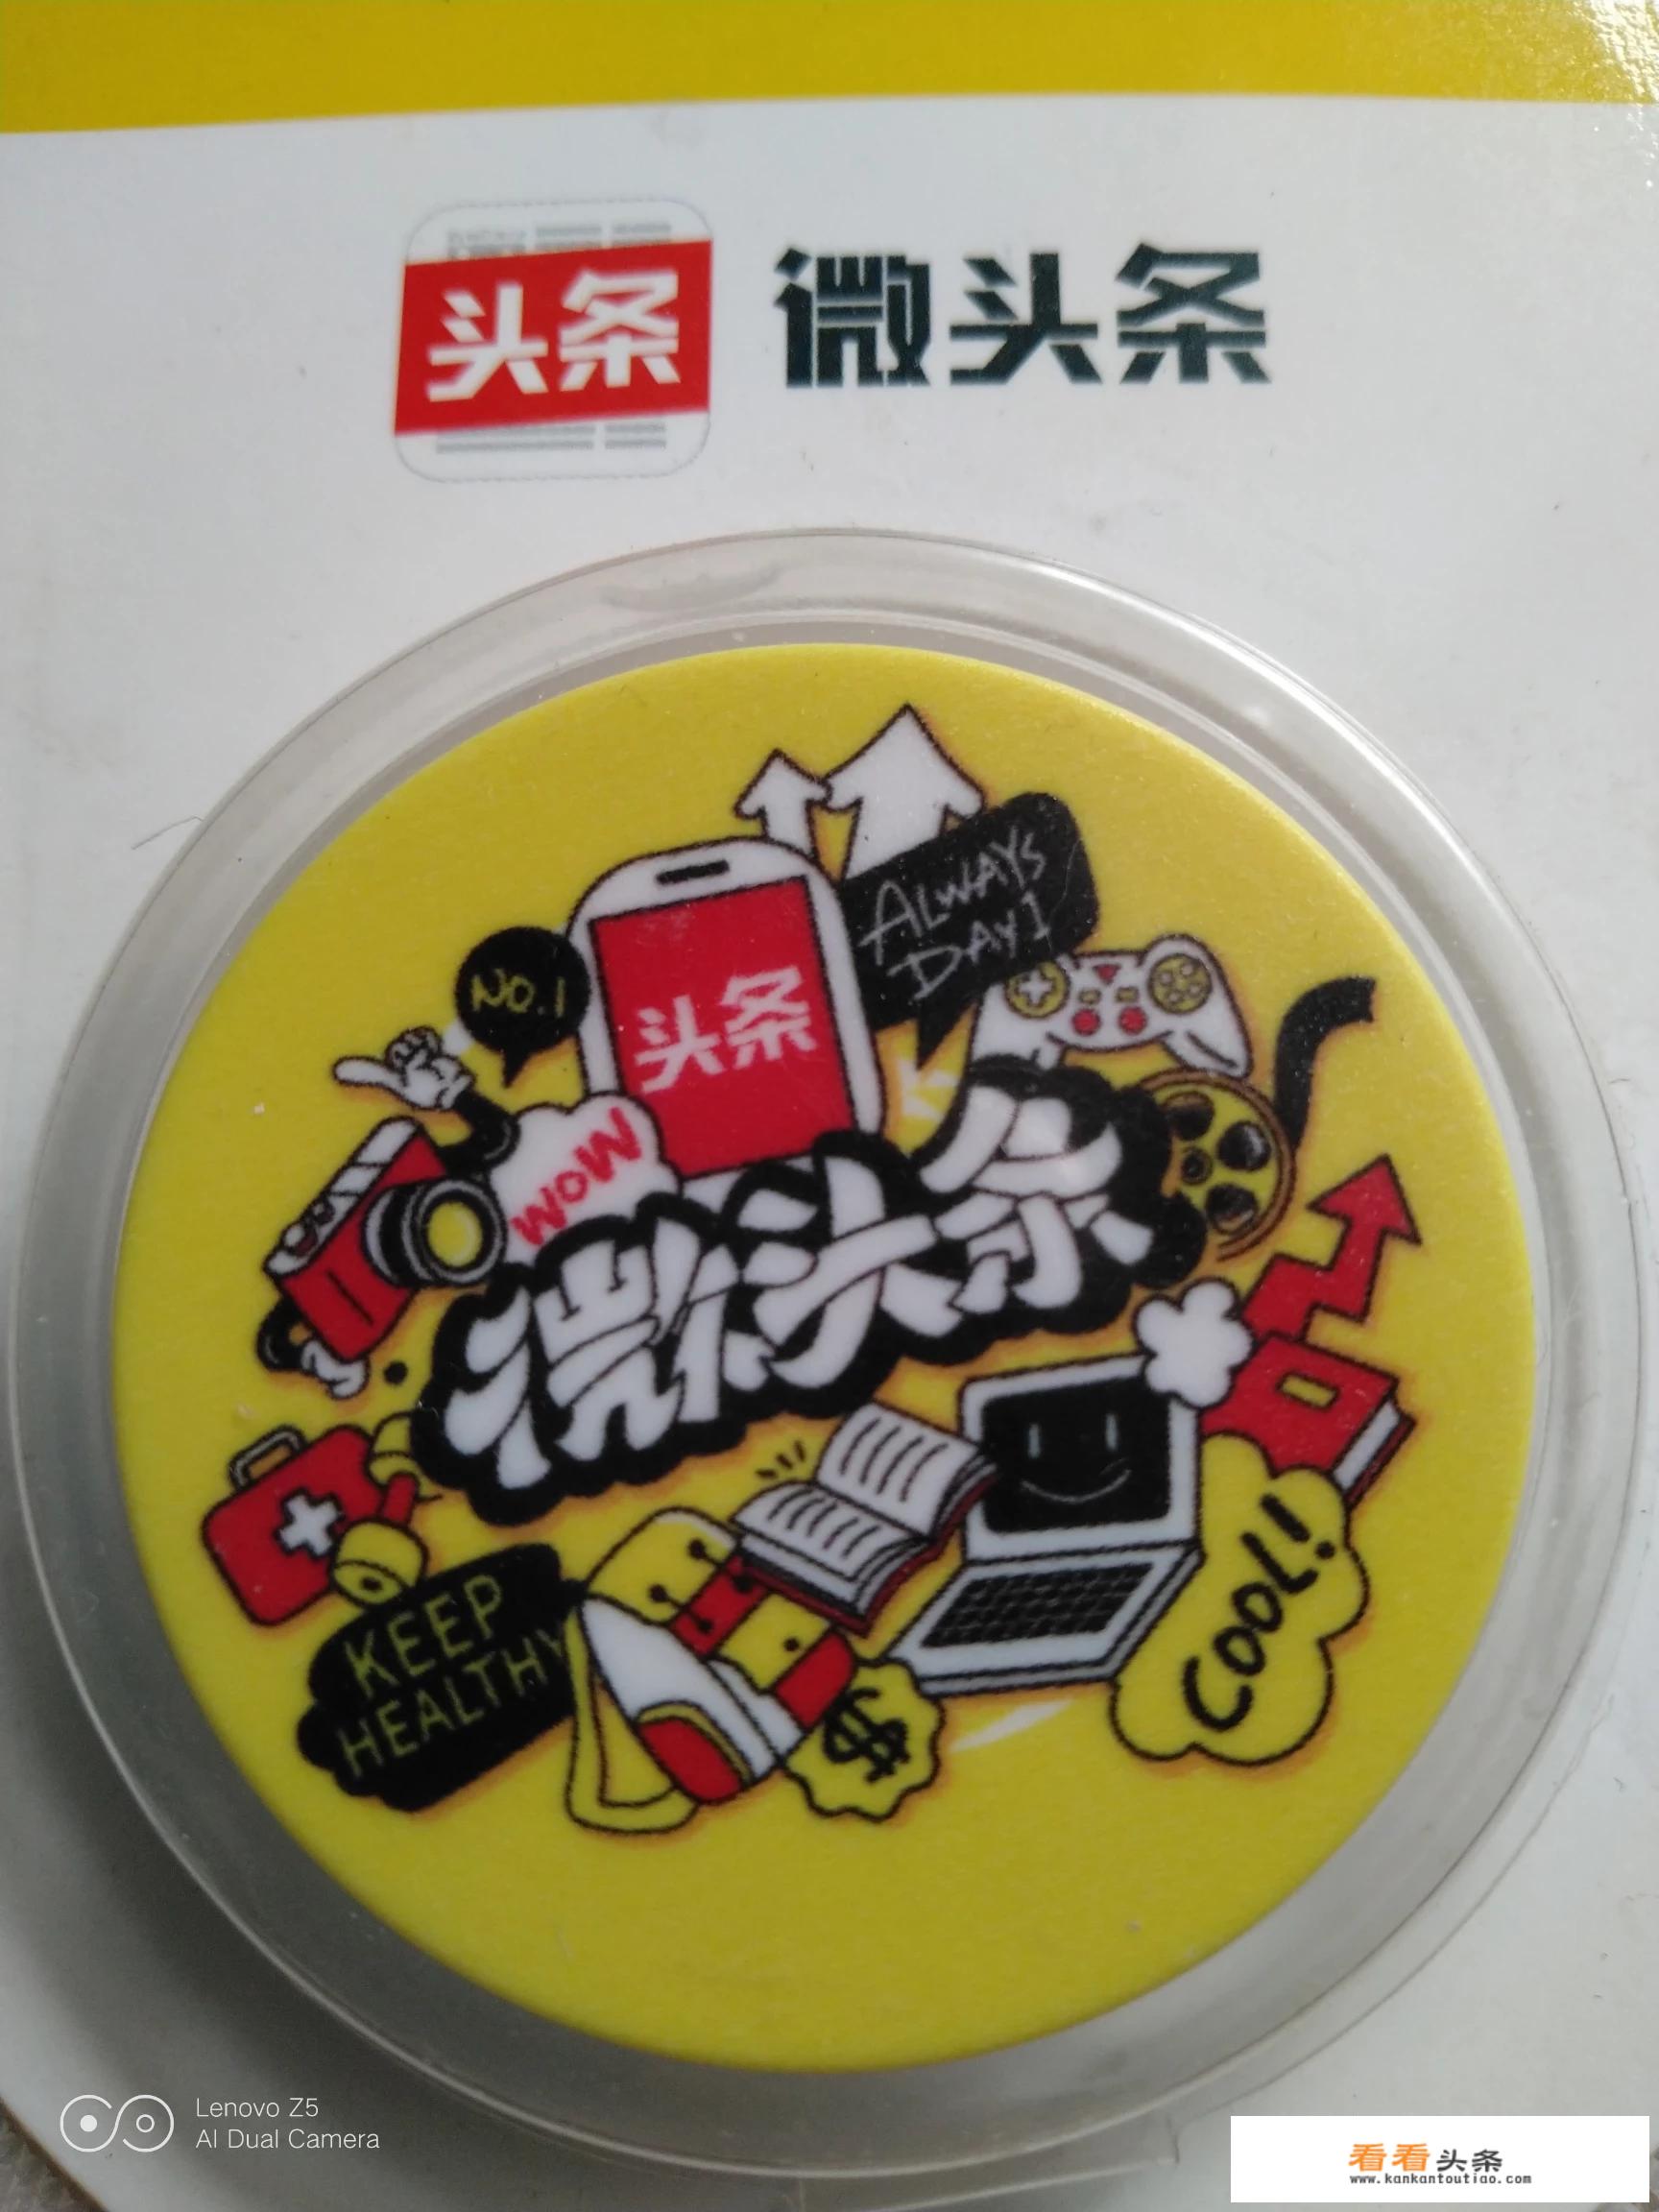 头条
微头条
ALWAYS
DAY1
NO.1
头条
WOW
微头条
COOL!
KEEP
HEALTHY
$
Lenovo Z5
AI Dual Camera
看看头条
www.kankantoutiao.com